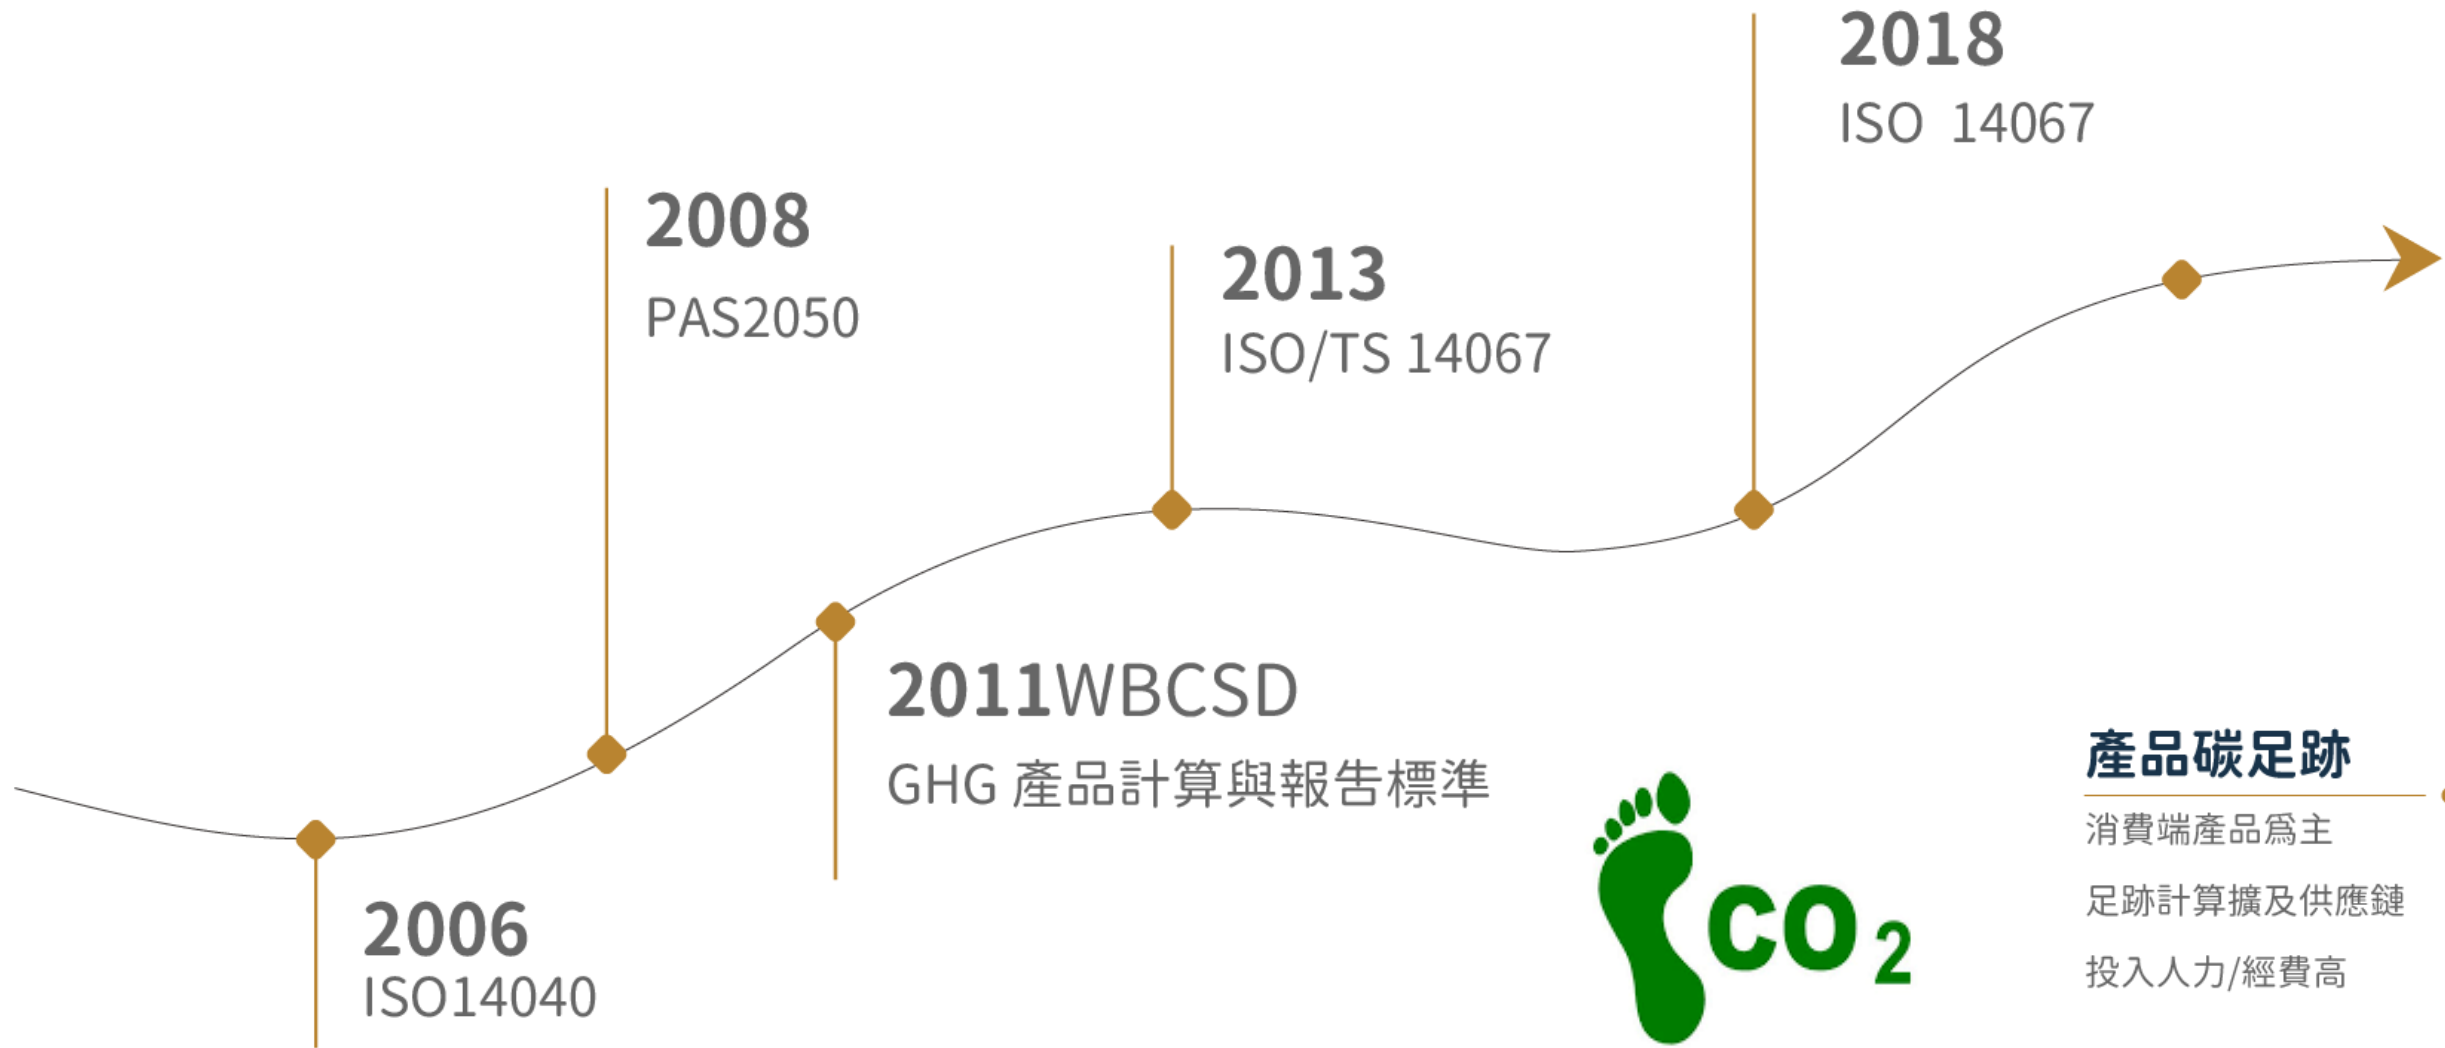 2006
ISO14040
2008
PAS2050
2011WBCSD
GHG 產品計算與報告標準
2013
ISO/TS 14067
2018
ISO 14067
CO 2
產品碳足跡
消費端產品爲主
足跡計算擴及供應鏈
投入人力/經費高